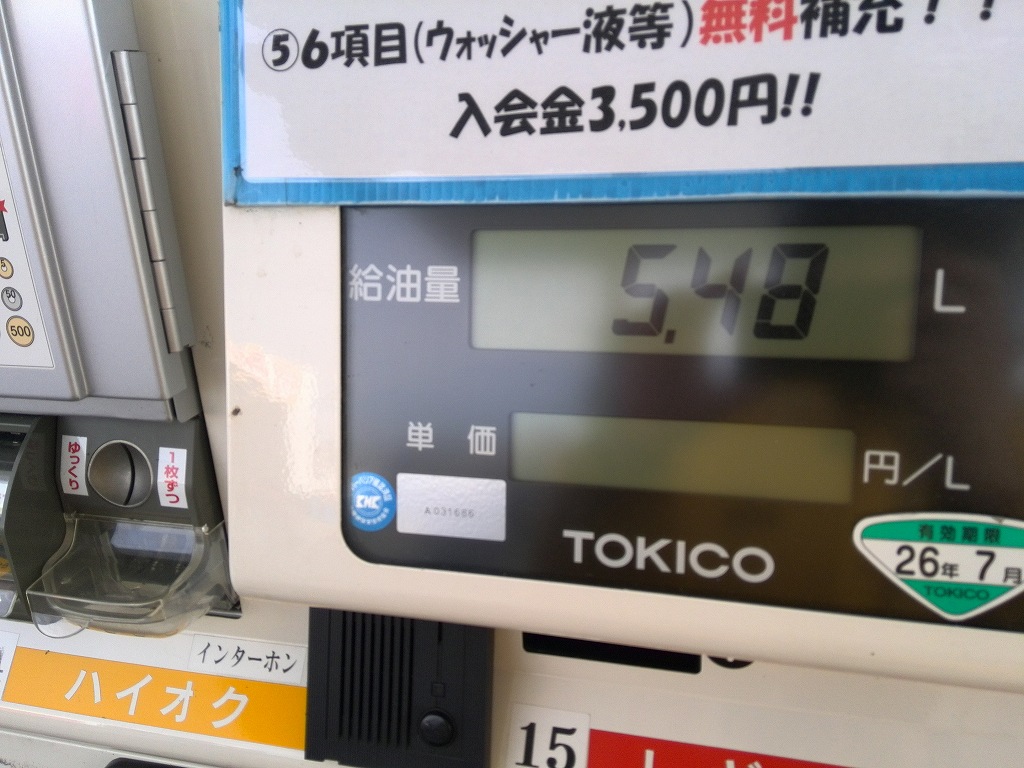 ⑤6項目(ウォッシャー液等)無料補充!!
入会金3,500円!!
給油量
5.48
L
単価
円/L
A031666
TOKICO
有効期限
26年7月
TOKICO
5
50
500
ゆっくり
1枚ずつ
インターホン
ハイオク
15